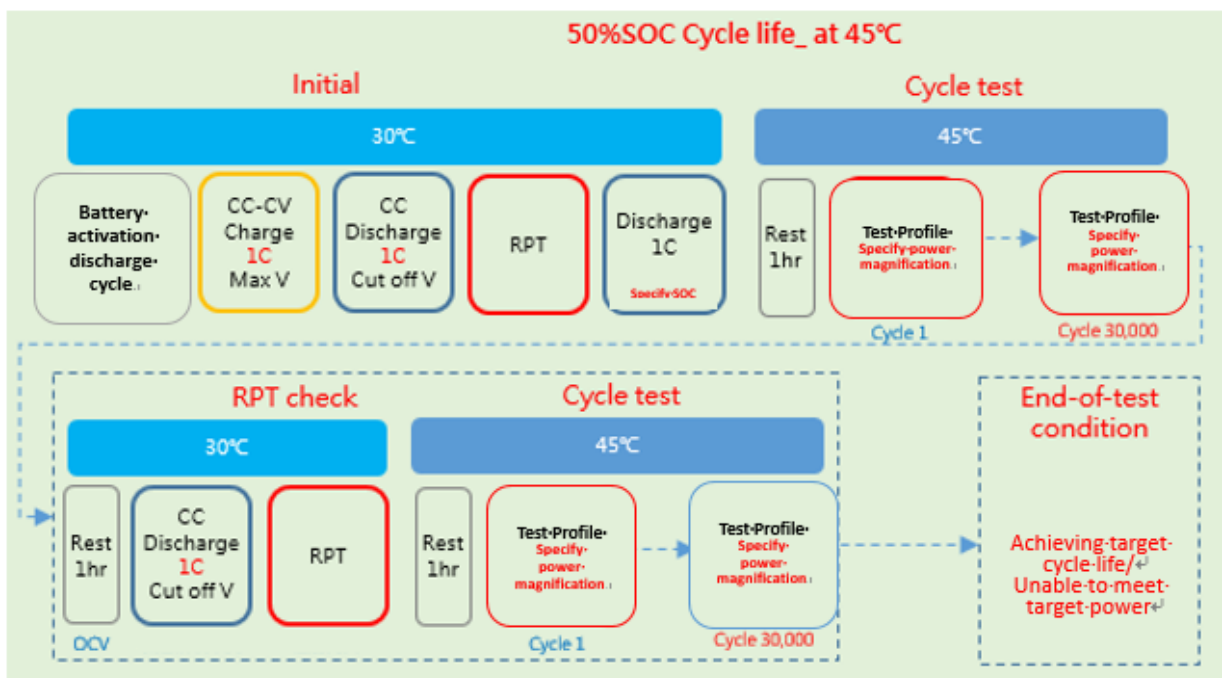 50%SOC Cycle life_ at 45℃
Initial
Cycle test
30℃
45℃
Battery·
activation·
discharge·
cycle.
CC-CV
Charge
1C
Max V
CC
Discharge
1C
Cut off V
RPT
Discharge
1C
Specify·SOC
Rest
1hr
Test·Profile·
Specify·power·
magnification.
Cycle 1
Test·Profile·
Specify·
power·
magnification.
Cycle 30,000
RPT check
Cycle test
30℃
45℃
Rest
1hr
OCV
CC
Discharge
1C
Cut off V
RPT
Rest
1hr
Test·Profile·
Specify·
power·
magnification.
Cycle 1
Test·Profile·
Specify·
power·
magnification.
Cycle 30,000
End-of-test
condition
Achieving·target·
cycle·life/↵
Unable·to·meet·
target·power↵